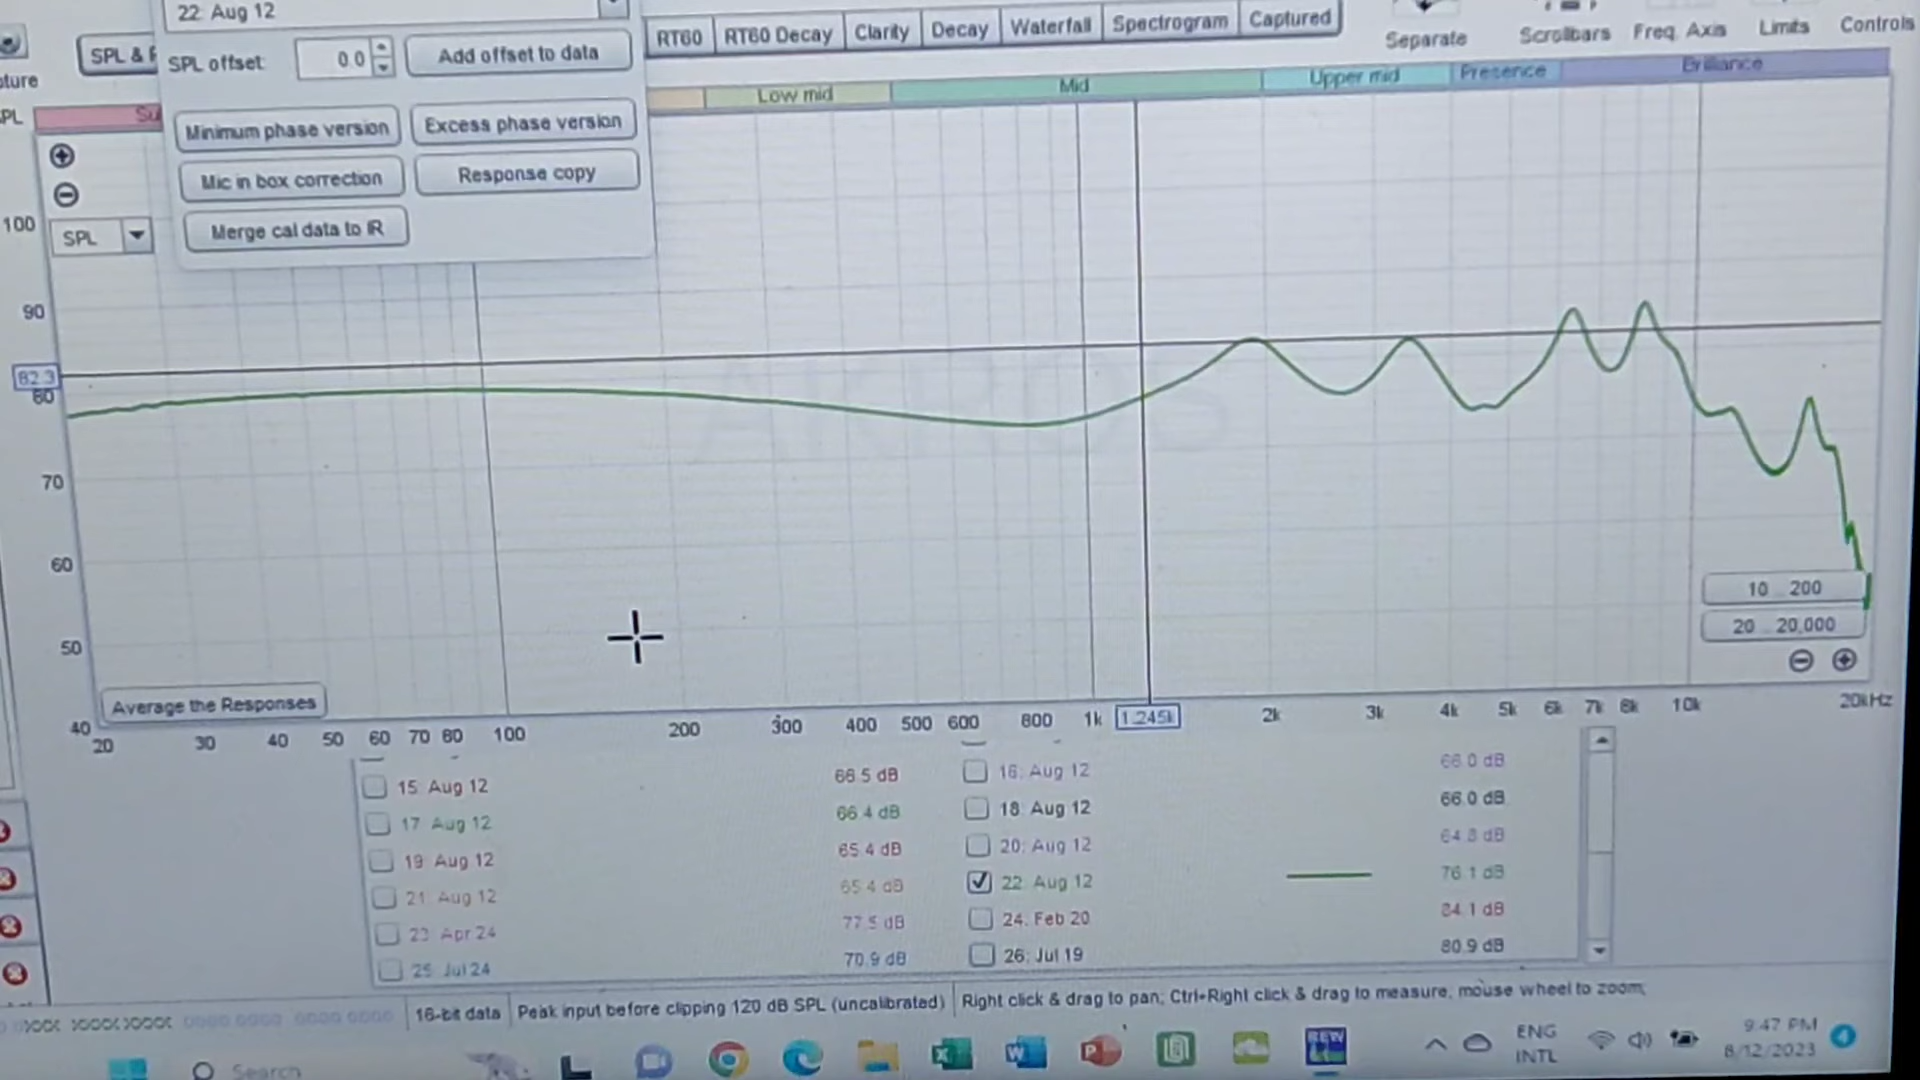 22: Aug 12
SPL offset: 0.0 Add offset to data
Minimum phase version Excess phase version
Mic in box correction Response copy
Merge cal data to IR
SPL &
RT60 RT60 Decay Clarity Decay Waterfall Spectrogram Captured
Separate Scrollbars Freq. Axis Limits Controls
Low mid Mid Upper mid Presence Brilliance
SPL
100
90
82.3
80
70
60
50
40
AKROS
10 .. 200
20 .. 20,000
Average the Responses
20 30 40 50 60 70 80 100 200 300 400 500 600 800 1k 1.245k 2k 3k 4k 5k 6k 7k 8k 10k 20kHz
15: Aug 12 66.5 dB 16: Aug 12 66.0 dB
17: Aug 12 66.4 dB 18: Aug 12 66.0 dB
19: Aug 12 65.4 dB 20: Aug 12 64.8 dB
21: Aug 12 65.4 dB 22: Aug 12 76.1 dB
23: Apr 24 77.5 dB 24: Feb 20 84.1 dB
25: Jul 24 70.9 dB 26: Jul 19 80.9 dB
16-bit data Peak input before clipping 120 dB SPL (uncalibrated) Right click & drag to pan; Ctrl+Right click & drag to measure; mouse wheel to zoom;
Search
REW
ENG
INTL
9:47 PM
8/12/2023
4